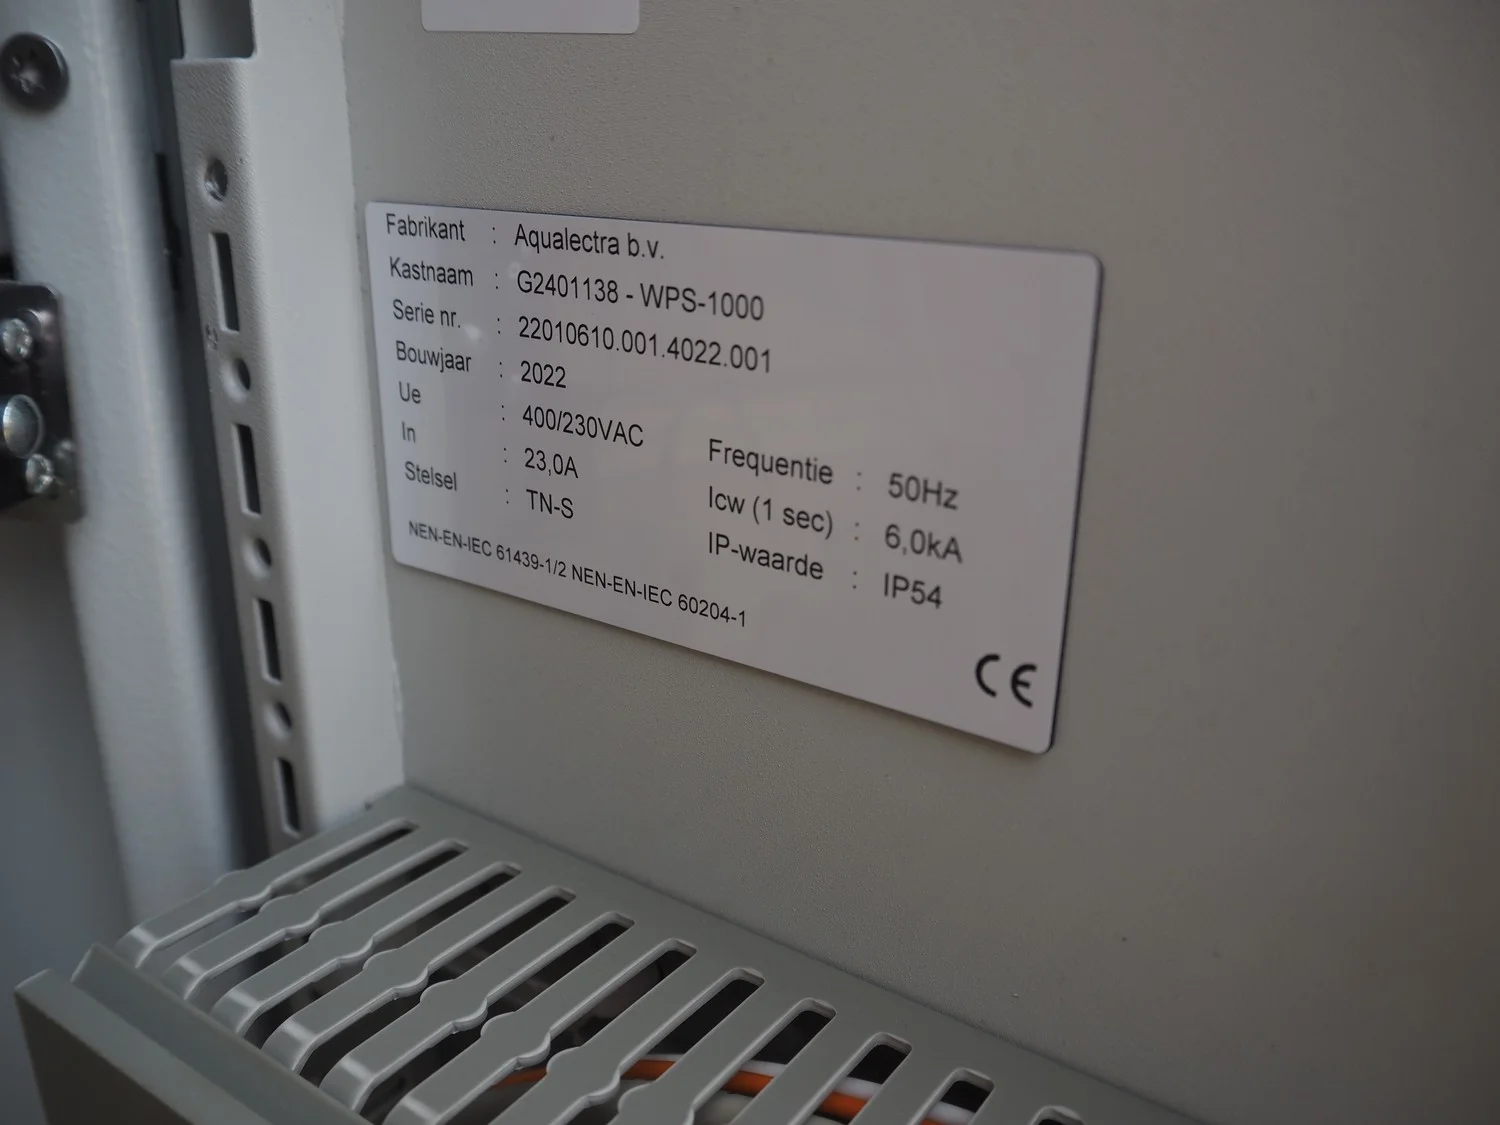 Fabrikant : Aqualectra b.v.
Kastnaam : G2401138 - WPS-1000
Serie nr. : 22010610.001.4022.001
Bouwjaar : 2022
Ue : 400/230VAC Frequentie : 50Hz
In : 23,0A Icw (1 sec) : 6,0kA
Stelsel : TN-S IP-waarde : IP54
NEN-EN-IEC 61439-1/2 NEN-EN-IEC 60204-1
CE